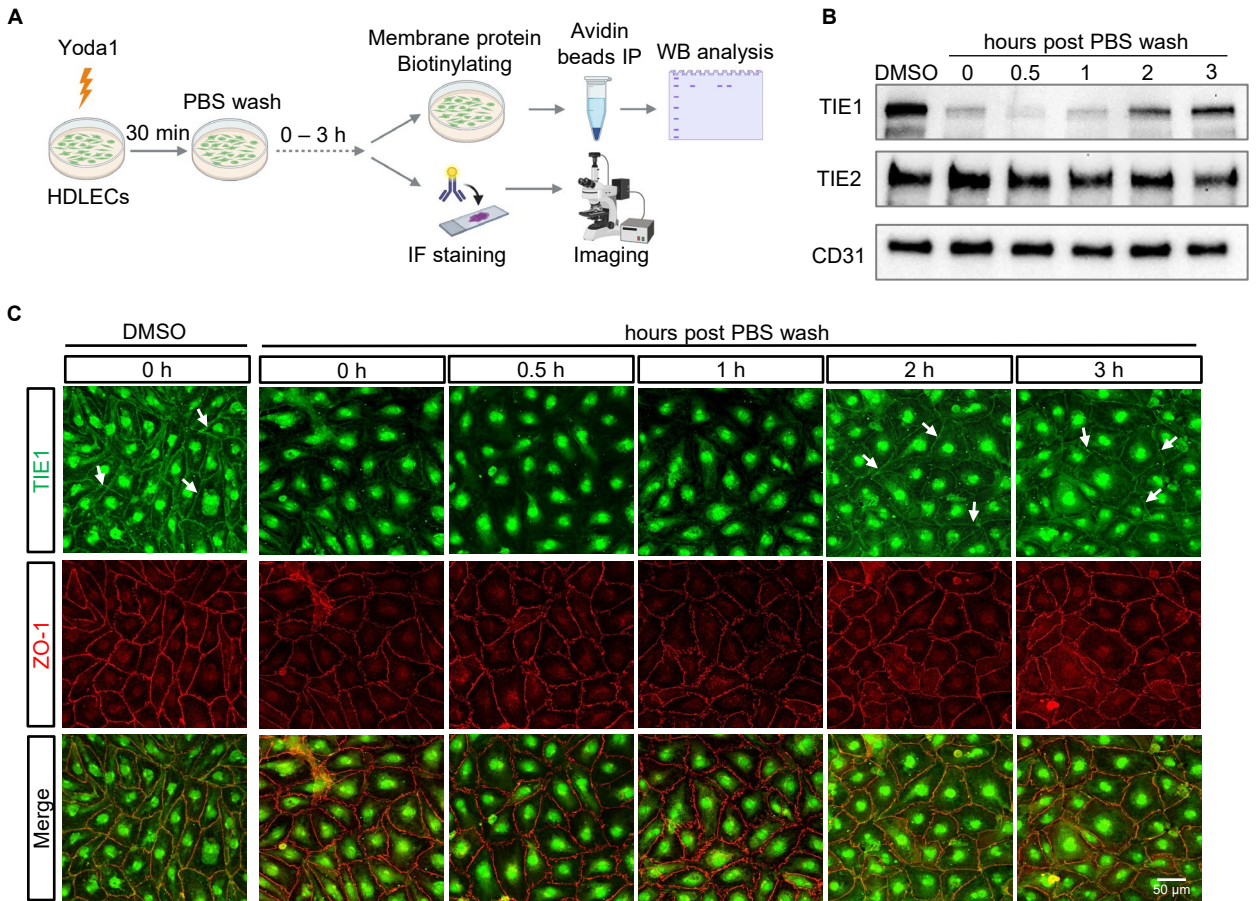 A
Yoda1
30 min
HDLECs
PBS wash
0 – 3 h
Membrane protein
Biotinylating
Avidin
beads IP
WB analysis
IF staining
Imaging
B
hours post PBS wash
DMSO 0 0.5 1 2 3
TIE1
TIE2
CD31
C
DMSO
hours post PBS wash
0 h 0 h 0.5 h 1 h 2 h 3 h
TIE1
ZO-1
Merge
50 μm